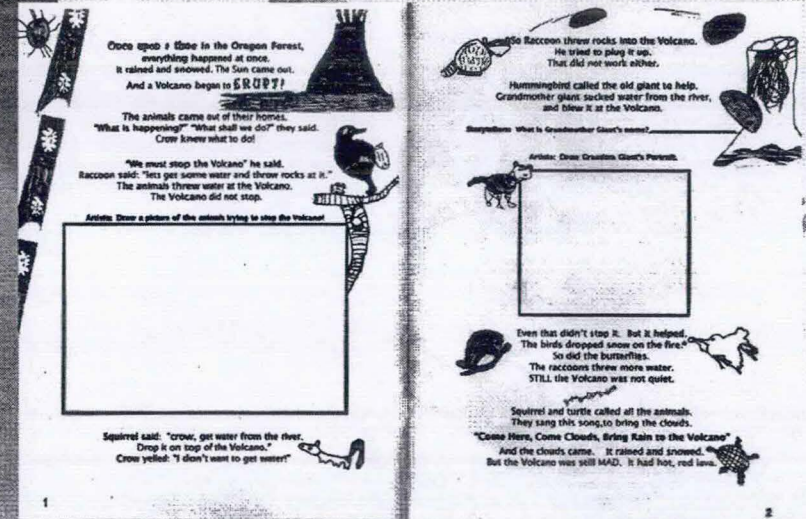 Once upon a time in the Oregon Forest,
everything happened at once.
It rained and snowed. The Sun came out.
And a Volcano began to ERUPT!
The animals came out of their homes.
"What is happening?" "What shall we do?" they said.
Crow knew what to do!
"We must stop the Volcano" he said.
Raccoon said: "lets get some water and throw rocks at it."
The animals threw water at the Volcano.
The Volcano did not stop.
Artists: Draw a picture of the animals trying to stop the Volcano!
Squirrel said: "crow, get water from the river.
Drop it on top of the Volcano."
Crow yelled: "I don't want to get water!"
1
So Raccoon threw rocks into the Volcano.
He tried to plug it up.
That did not work either.
Hummingbird called the old giant to help.
Grandmother giant sucked water from the river,
and blew it at the Volcano.
Storytellers: What is Grandmother Giant's name?
Artists: Draw Grandma Giant's Portrait.
Even that didn't stop it. But it helped.
The birds dropped snow on the fire."
So did the butterflies.
The raccoons threw more water.
STILL the Volcano was not quiet.
Squirrel and turtle called all the animals.
They sang this song,to bring the clouds.
"Come Here, Come Clouds, Bring Rain to the Volcano"
And the clouds came. It rained and snowed.
But the Volcano was still MAD. It had hot, red lava.
2